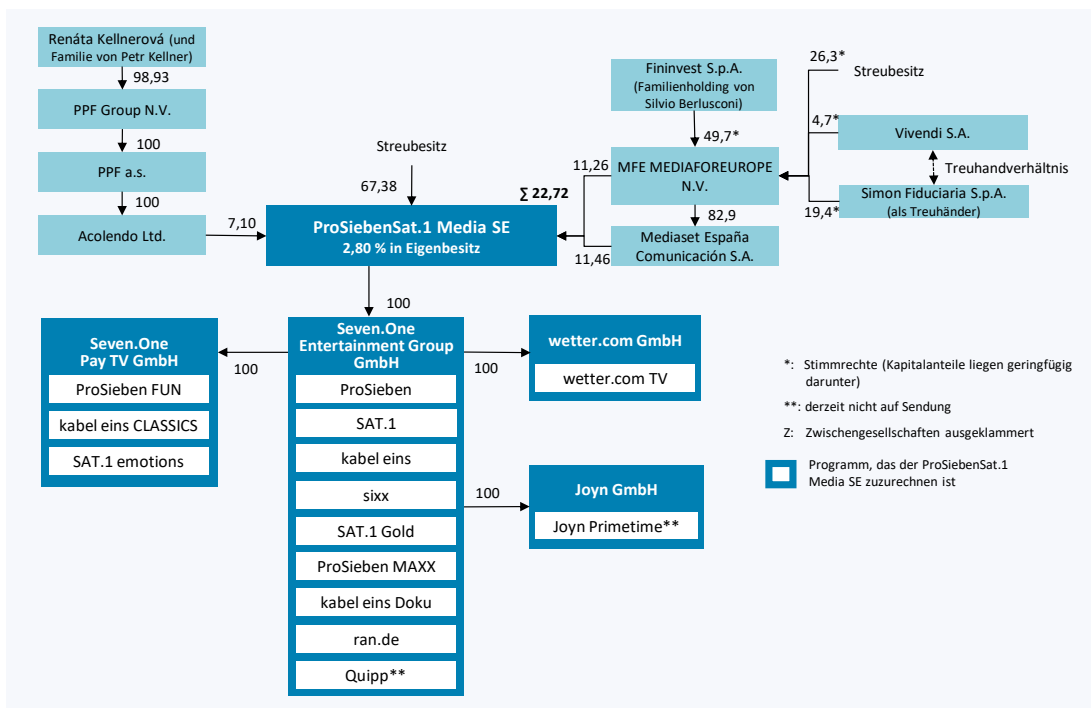 Renáta Kellnerová (und
Familie von Petr Kellner)
98,93
PPF Group N.V.
100
PPF a.s.
100
Acolendo Ltd.
7,10
Streubesitz
67,38
ProSiebenSat.1 Media SE
2,80 % in Eigenbesitz
∑ 22,72
11,26
11,46
Fininvest S.p.A.
(Familienholding von
Silvio Berlusconi)
49,7*
MFE MEDIAFOREUROPE
N.V.
82,9
Mediaset España
Comunicación S.A.
26,3*
Streubesitz
4,7*
Vivendi S.A.
Treuhandverhältnis
19,4*
Simon Fiduciaria S.p.A.
(als Treuhänder)
100
Seven.One
Pay TV GmbH
ProSieben FUN
kabel eins CLASSICS
SAT.1 emotions
100
Seven.One
Entertainment Group
GmbH
ProSieben
SAT.1
kabel eins
sixx
SAT.1 Gold
ProSieben MAXX
kabel eins Doku
ran.de
Quipp**
100
wetter.com GmbH
wetter.com TV
100
Joyn GmbH
Joyn Primetime**
*: Stimmrechte (Kapitalanteile liegen geringfügig
darunter)
**: derzeit nicht auf Sendung
Z: Zwischengesellschaften ausgeklammert
Programm, das der ProSiebenSat.1
Media SE zuzurechnen ist